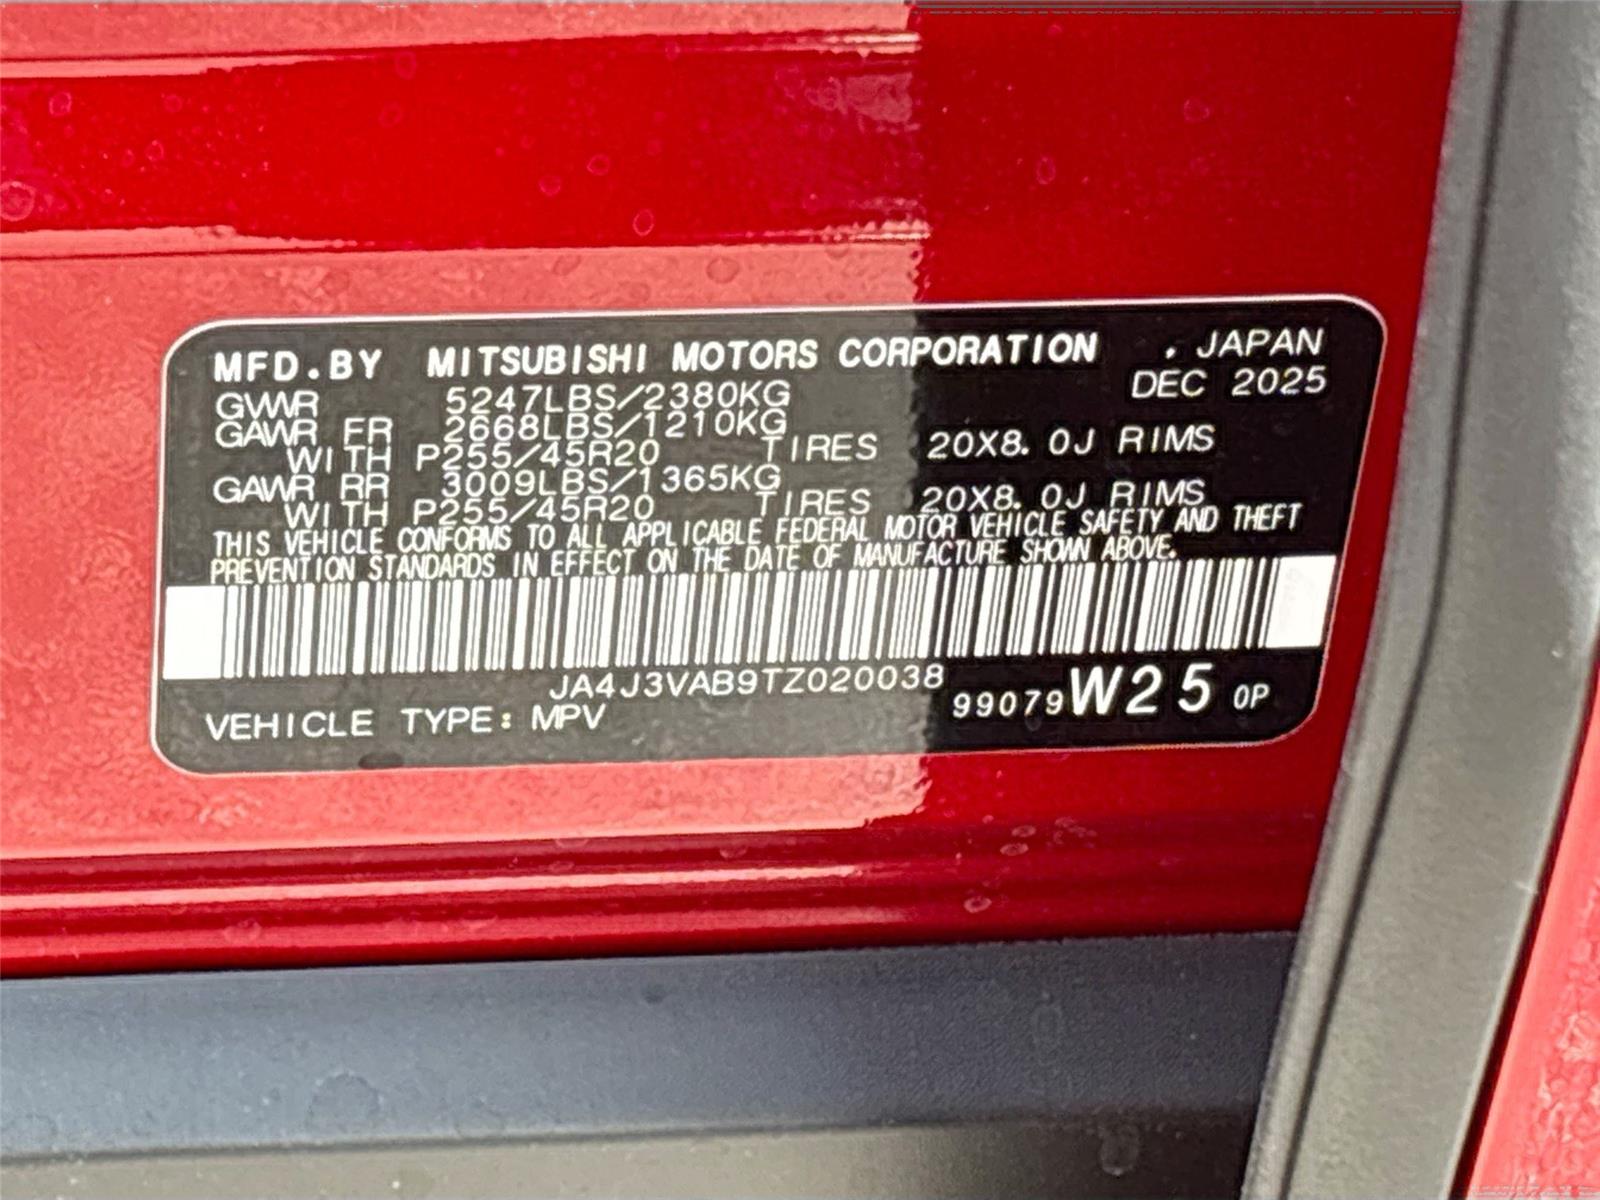 MFD.BY MITSUBISHI MOTORS CORPORATION , JAPAN
DEC 2025
GVWR 5247LBS/2380KG
GAWR FR 2668LBS/1210KG
WITH P255/45R20 TIRES 20X8.0J RIMS
GAWR RR 3009LBS/1365KG
WITH P255/45R20 TIRES 20X8.0J RIMS
THIS VEHICLE CONFORMS TO ALL APPLICABLE FEDERAL MOTOR VEHICLE SAFETY AND THEFT
PREVENTION STANDARDS IN EFFECT ON THE DATE OF MANUFACTURE SHOWN ABOVE.
JA4J3VAB9TZ020038
VEHICLE TYPE: MPV 99079 W25 0P